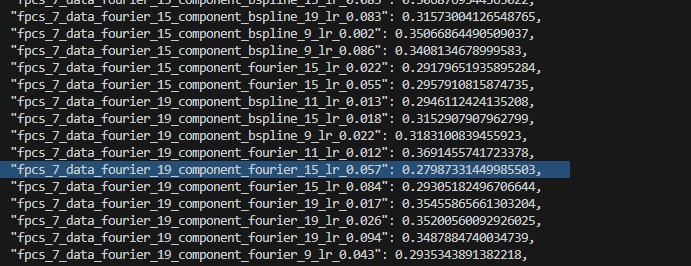 "fpcs_7_data_fourier_15_component_bspline_19_lr_0.083": 0.31573004126548765,
"fpcs_7_data_fourier_15_component_bspline_9_lr_0.002": 0.35066864490509037,
"fpcs_7_data_fourier_15_component_bspline_9_lr_0.086": 0.3408134678999583,
"fpcs_7_data_fourier_15_component_fourier_15_lr_0.022": 0.29179651935895284,
"fpcs_7_data_fourier_15_component_fourier_15_lr_0.055": 0.2957910815874735,
"fpcs_7_data_fourier_19_component_bspline_11_lr_0.013": 0.2946112424135208,
"fpcs_7_data_fourier_19_component_bspline_15_lr_0.018": 0.3152907907962799,
"fpcs_7_data_fourier_19_component_bspline_9_lr_0.022": 0.3183100839455923,
"fpcs_7_data_fourier_19_component_fourier_11_lr_0.012": 0.3691455741723378,
"fpcs_7_data_fourier_19_component_fourier_15_lr_0.057": 0.27987331449985503,
"fpcs_7_data_fourier_19_component_fourier_15_lr_0.084": 0.29305182496706644,
"fpcs_7_data_fourier_19_component_fourier_19_lr_0.017": 0.35455865661303204,
"fpcs_7_data_fourier_19_component_fourier_19_lr_0.026": 0.35200560092926025,
"fpcs_7_data_fourier_19_component_fourier_19_lr_0.094": 0.3487884740034739,
"fpcs_7_data_fourier_19_component_fourier_9_lr_0.043": 0.2935343891382218,